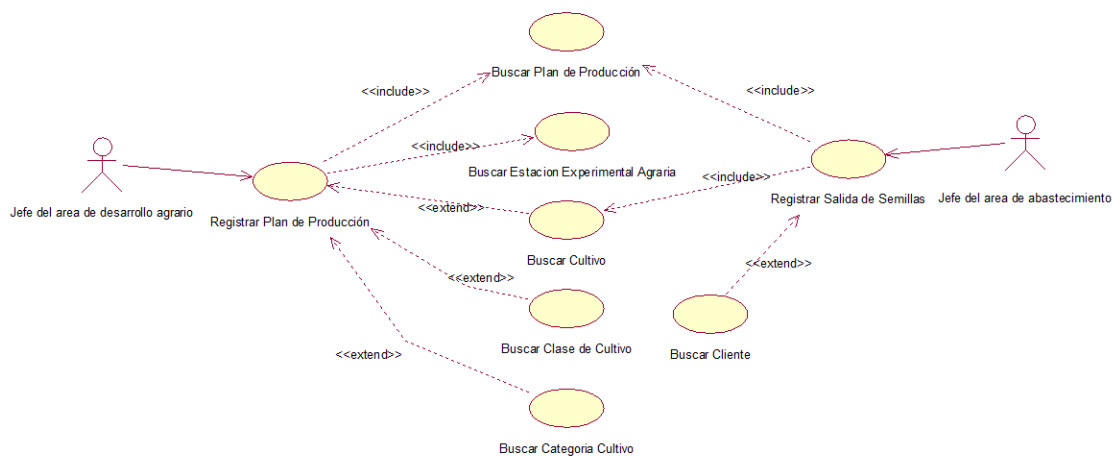 Buscar Plan de Producción
<<include>>
<<include>>
<<include>>
Buscar Estacion Experimental Agraria
<<include>>
Jefe del area de desarrollo agrario
Registrar Plan de Producción
<<extend>>
Registrar Salida de Semillas
Jefe del area de abastecimiento
Buscar Cultivo
<<extend>>
<<extend>>
Buscar Clase de Cultivo
Buscar Cliente
<<extend>>
Buscar Categoria Cultivo